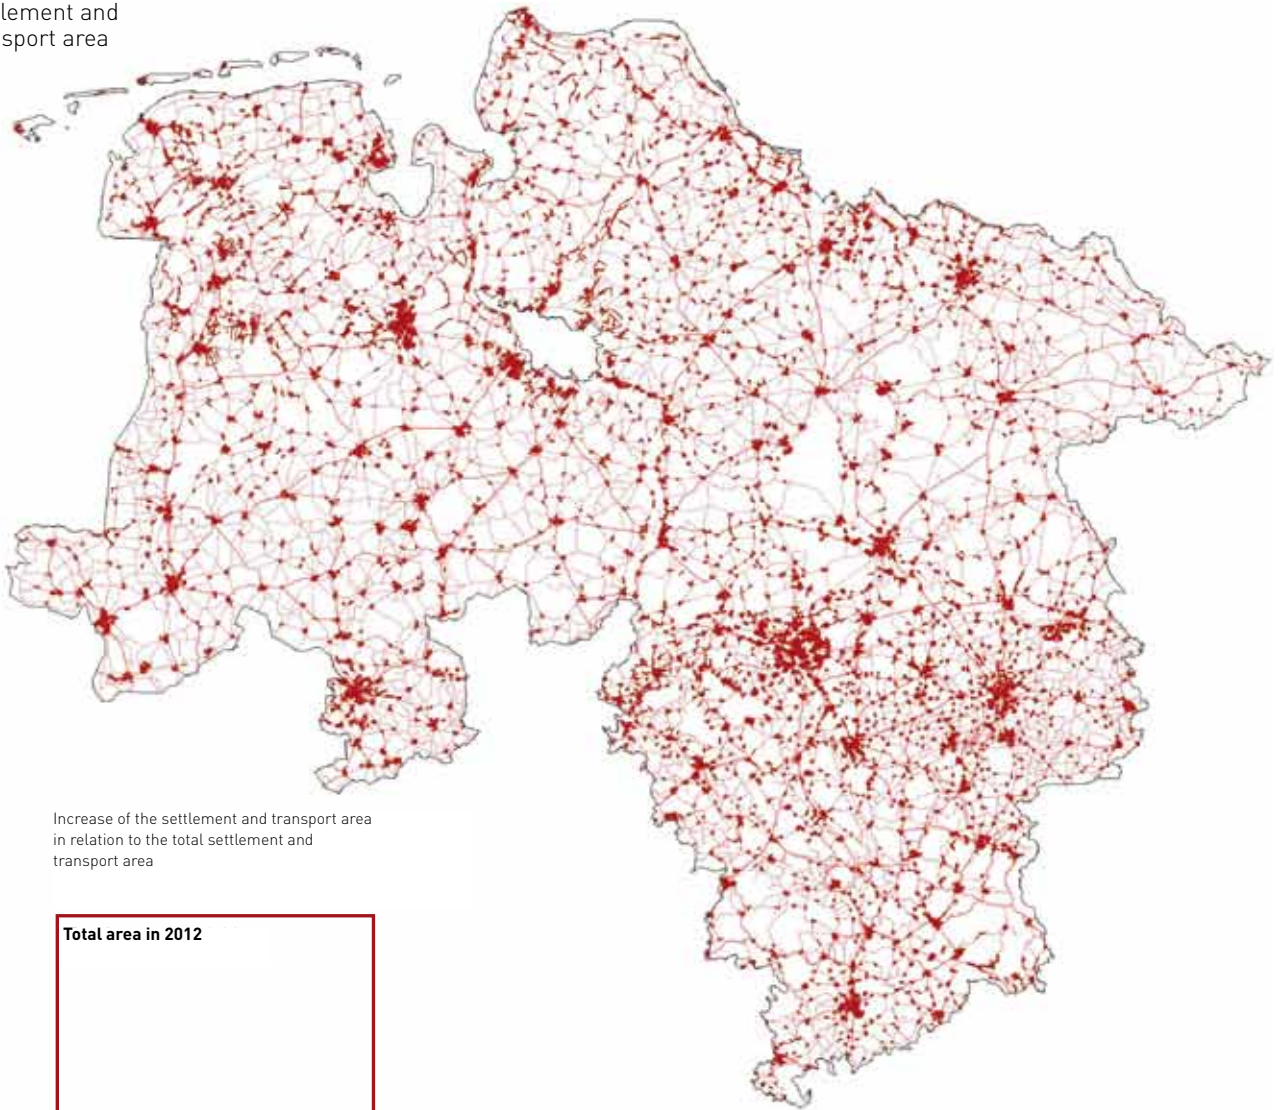 lement and
sport area
Increase of the settlement and transport area
in relation to the total settlement and
transport area
Total area in 2012